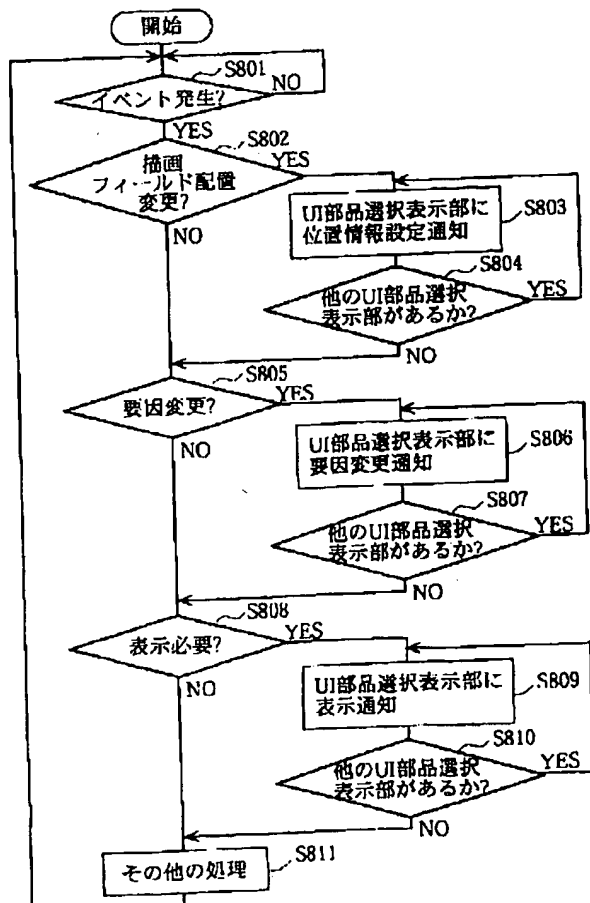 開始
S801
イベント発生?
NO
YES
S802
描画
フィールド配置
変更?
YES
NO
UI部品選択表示部に
位置情報設定通知
S803
S804
他のUI部品選択
表示部があるか?
YES
NO
S805
要因変更?
YES
NO
UI部品選択表示部に
要因変更通知
S806
S807
他のUI部品選択
表示部があるか?
YES
NO
S808
表示必要?
YES
NO
UI部品選択表示部に
表示通知
S809
S810
他のUI部品選択
表示部があるか?
YES
NO
その他の処理
S811